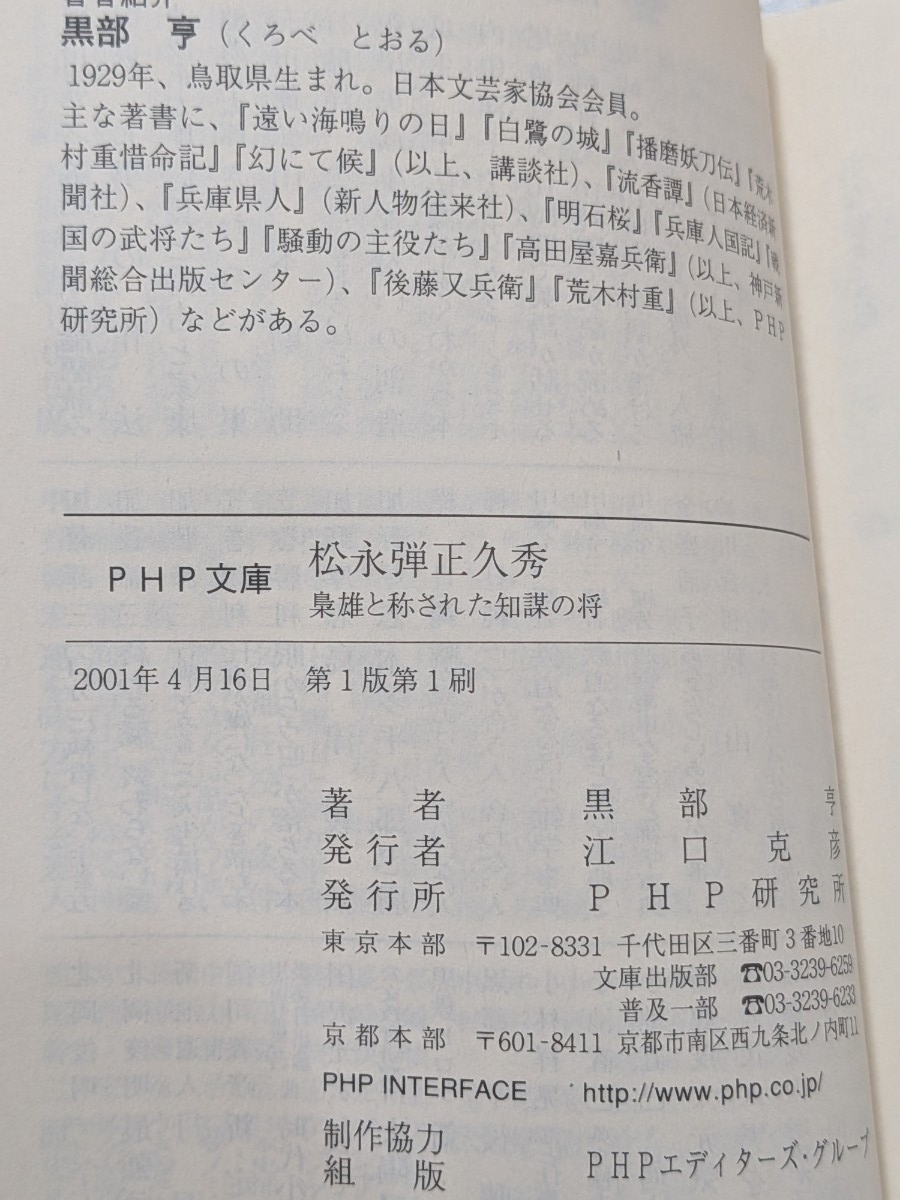 著者紹介
黒部 亨（くろべ とおる）
1929年、鳥取県生まれ。日本文芸家協会会員。
主な著書に、『遠い海鳴りの日』『白鷺の城』『播磨妖刀伝』『荒木
村重惜命記』『幻にて候』（以上、講談社）、『流香譚』（日本経済新
聞社）、『兵庫県人』（新人物往来社）、『明石桜』『兵庫人国記』『戦
国の武将たち』『騒動の主役たち』『高田屋嘉兵衛』（以上、神戸新
聞総合出版センター）、『後藤又兵衛』『荒木村重』（以上、PHP
研究所）などがある。
PHP文庫 松永弾正久秀
梟雄と称された知謀の将
2001年4月16日 第1版第1刷
著者 黒部 亨
発行者 江口克彦
発行所 PHP研究所
東京本部 〒102-8331 千代田区三番町3番地10
文庫出版部 ☎03-3239-6259
普及一部 ☎03-3239-6233
京都本部 〒601-8411 京都市南区西九条北ノ内町11
PHP INTERFACE http://www.php.co.jp/
制作協力
組版 PHPエディターズ・グループ